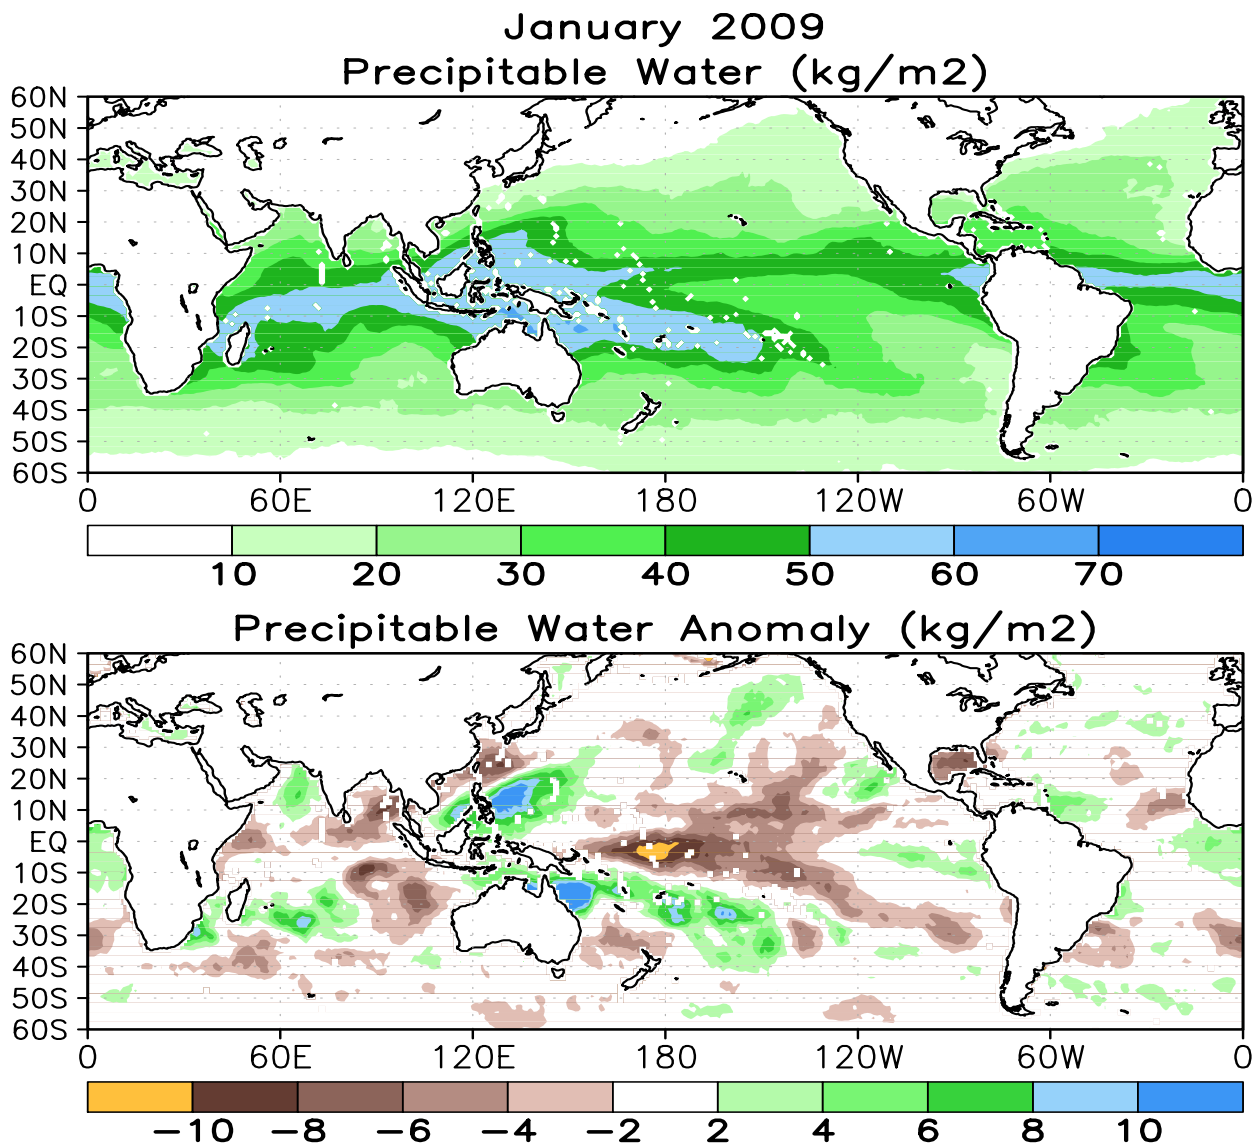 January 2009
Precipitable Water (kg/m2)
60N
50N
40N
30N
20N
10N
EQ
10S
20S
30S
40S
50S
60S
0 60E 120E 180 120W 60W 0
10 20 30 40 50 60 70
Precipitable Water Anomaly (kg/m2)
60N
50N
40N
30N
20N
10N
EQ
10S
20S
30S
40S
50S
60S
0 60E 120E 180 120W 60W 0
−10 −8 −6 −4 −2 2 4 6 8 10